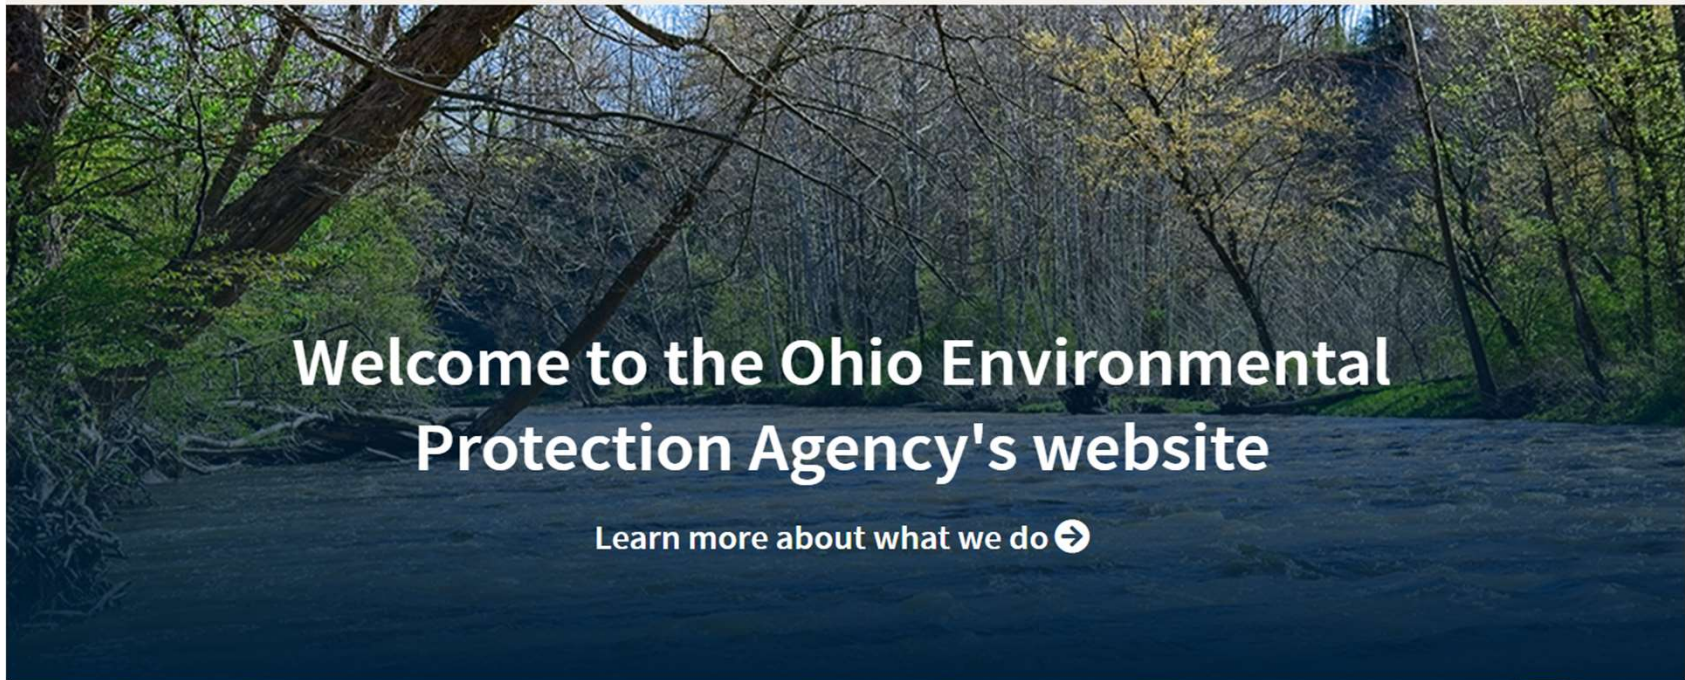 Welcome to the Ohio Environmental
Protection Agency's website
Learn more about what we do